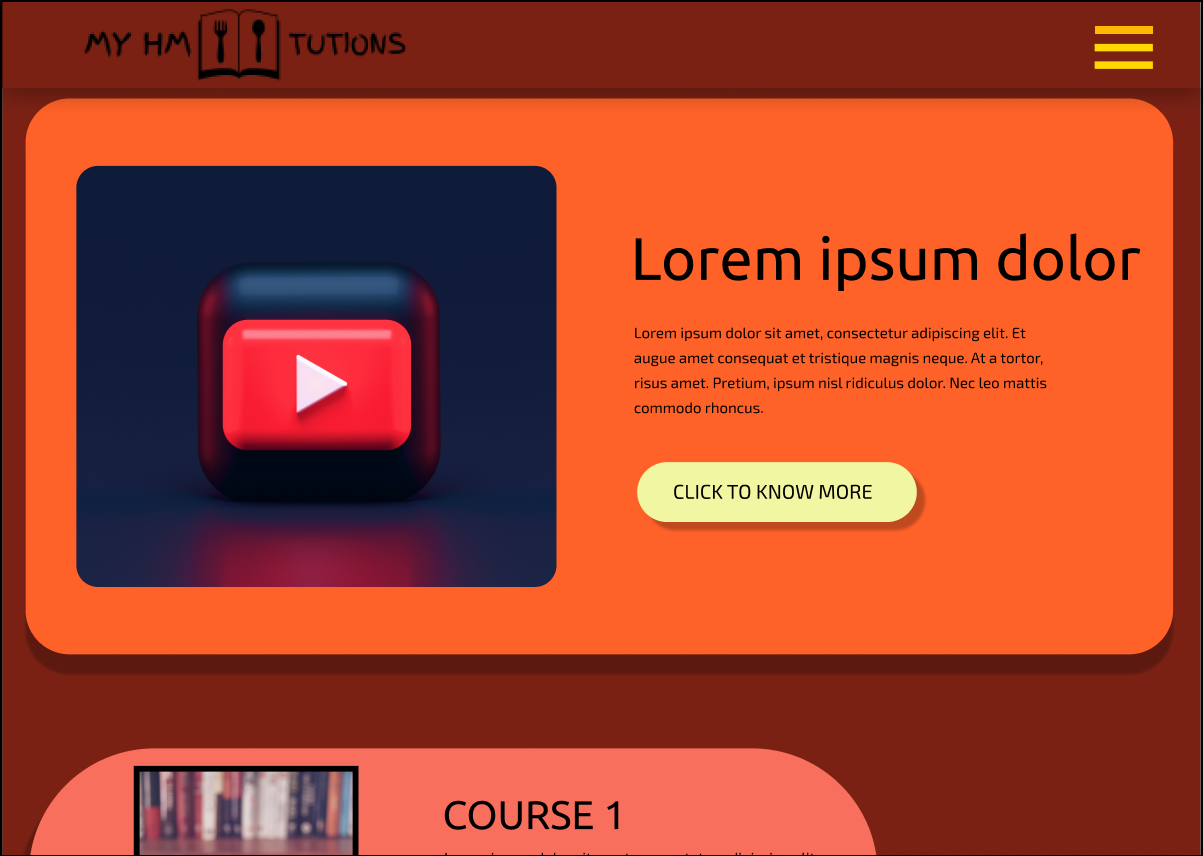 MY HM TUTIONS
Lorem ipsum dolor
Lorem ipsum dolor sit amet, consectetur adipiscing elit. Et
augue amet consequat et tristique magnis neque. At a tortor,
risus amet. Pretium, ipsum nisl ridiculus dolor. Nec leo mattis
commodo rhoncus.
CLICK TO KNOW MORE
COURSE 1